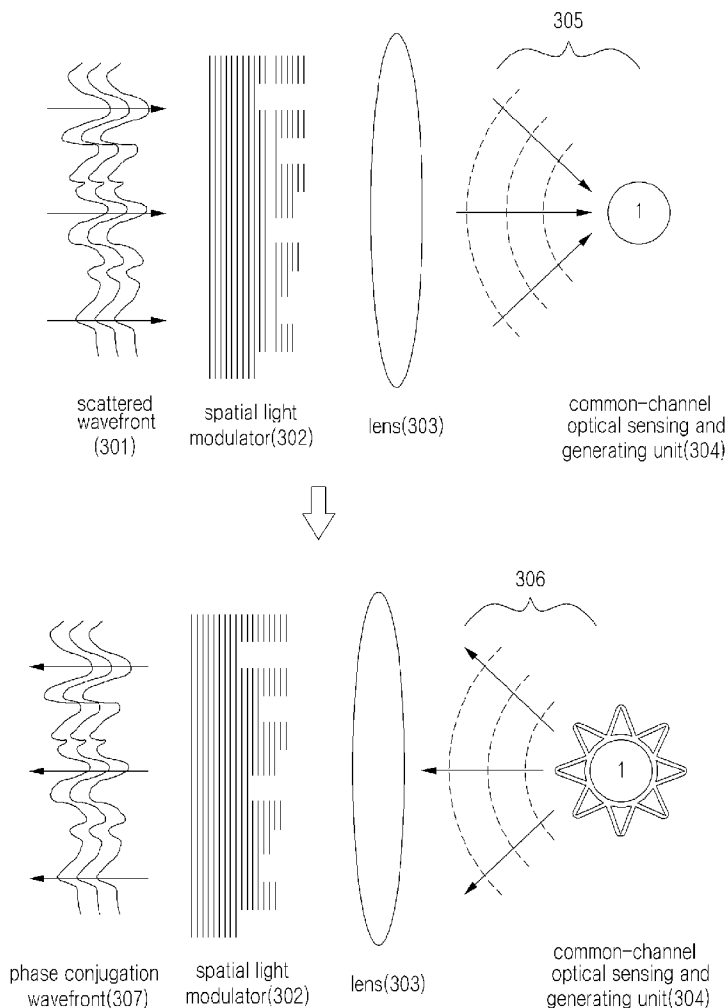 305
1
scattered
wavefront
(301)
spatial light
modulator(302)
lens(303)
common-channel
optical sensing and
generating unit(304)
306
1
phase conjugation
wavefront(307)
spatial light
modulator(302)
lens(303)
common-channel
optical sensing and
generating unit(304)